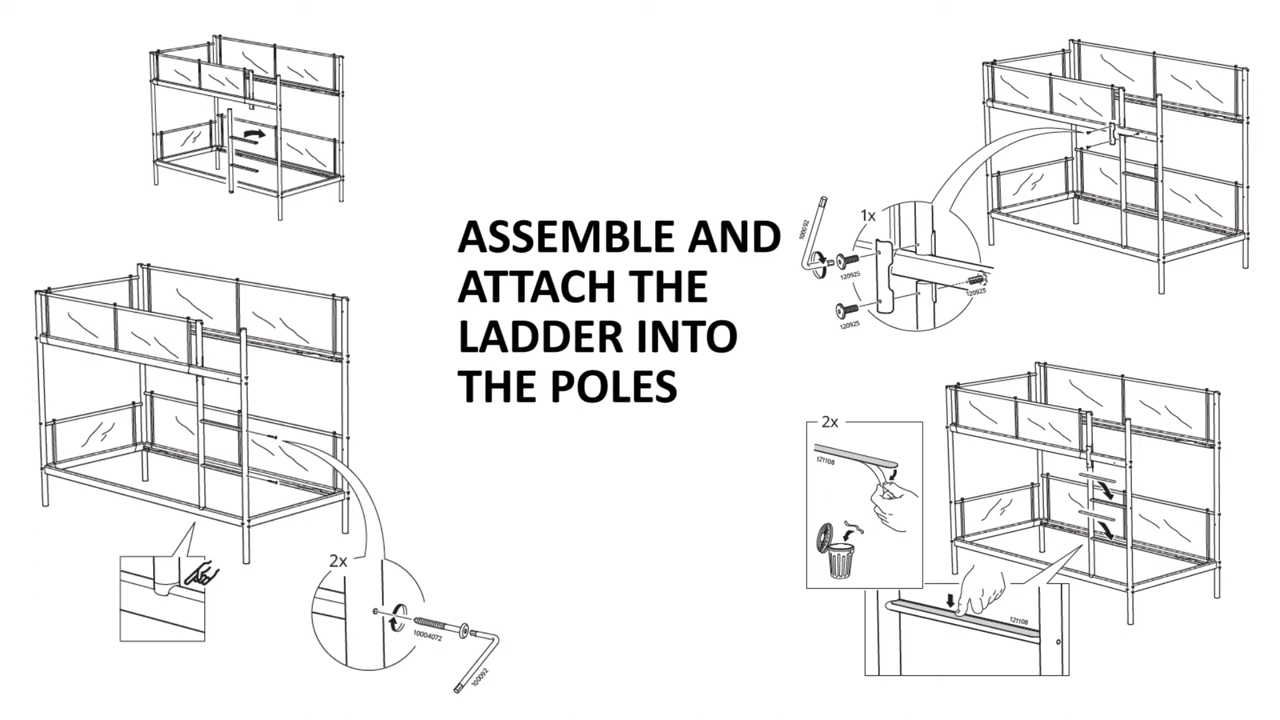 ASSEMBLE AND
ATTACH THE
LADDER INTO
THE POLES
1x
100092
120925
120925
120925
2x
10004072
100092
2x
121108
121108